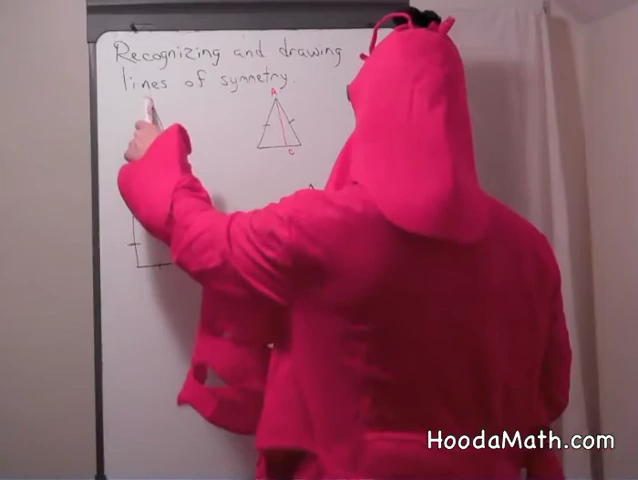 Recognizing and drawing
lines of symmetry.
A
C
HoodaMath.com